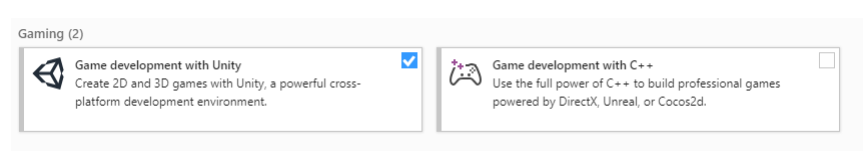 Gaming (2)
Game development with Unity
Create 2D and 3D games with Unity, a powerful cross-
platform development environment.
Game development with C++
Use the full power of C++ to build professional games
powered by DirectX, Unreal, or Cocos2d.